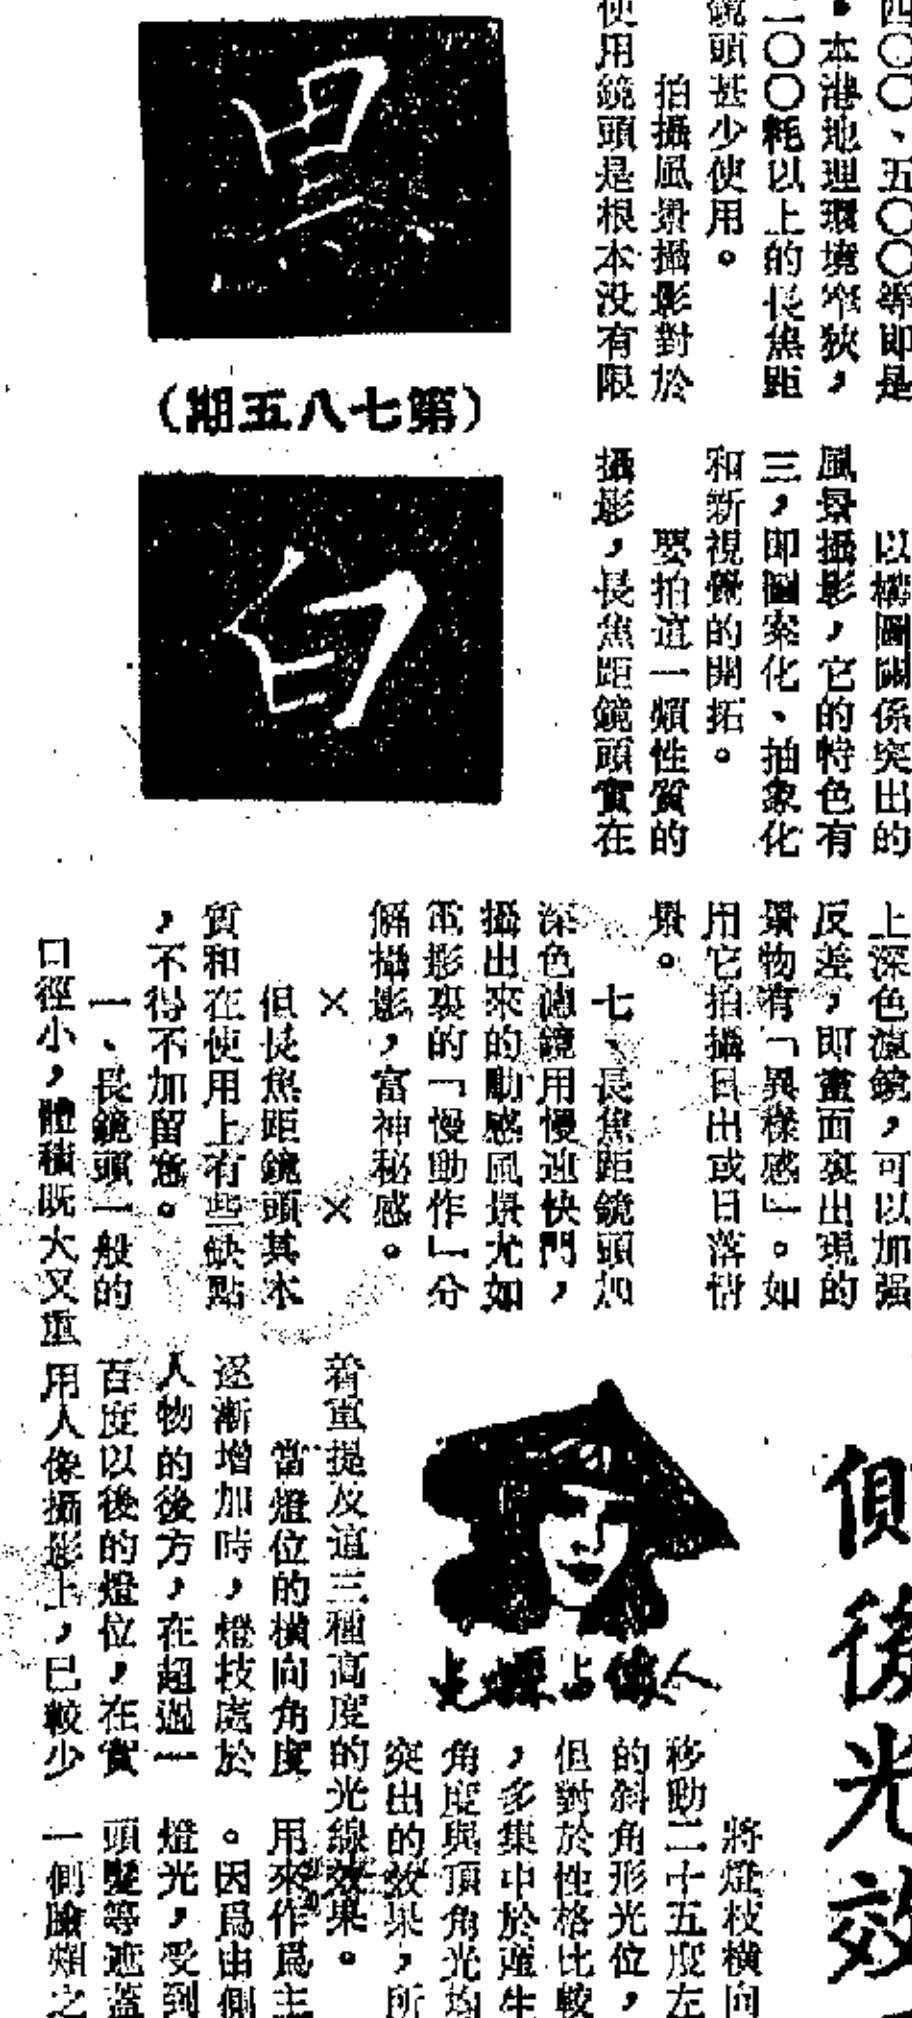 四〇〇、五〇〇等即是
。本港地理環境窄狹，
二〇〇耗以上的長焦距
鏡頭甚少使用。
拍攝風景攝影對於
使用鏡頭是根本没有限
黑
（第七八五期）
白
以構圖關係突出的
風景攝影，它的特色有
三，即圖案化、抽象化
和新視覺的開拓。
要拍這一類性質的
攝影，長焦距鏡頭實在
上深色濾鏡，可以加强
反差，即畫面裏出現的
景物有「異樣感」。如
用它拍攝日出或日落情
景。
七、長焦距鏡頭加
深色濾鏡用慢速快門，
攝出來的動感風景尤如
電影裏的「慢動作」分
解攝影，富神秘感。
× ×
但長焦距鏡頭其本
質和在使用上有些缺點
，不得不加留意。
一、長鏡頭一般的
口徑小，體積既大又重
側後光效
人像與燈光
將燈枝橫向
移動二十五度左
的斜角形光位，
但對於性格比較
，多集中於產生
角度與頂角光均
突出的效果，所
着重提及這三種高度的光線效果。
當燈位的橫向角度
逐漸增加時，燈技處於
人物的後方，在超過一
百度以後的燈位，在實
用人像攝影上，已較少
用來作爲主
。因爲由側
燈光，受到
頭髮等遮蓋
一側臉頰之